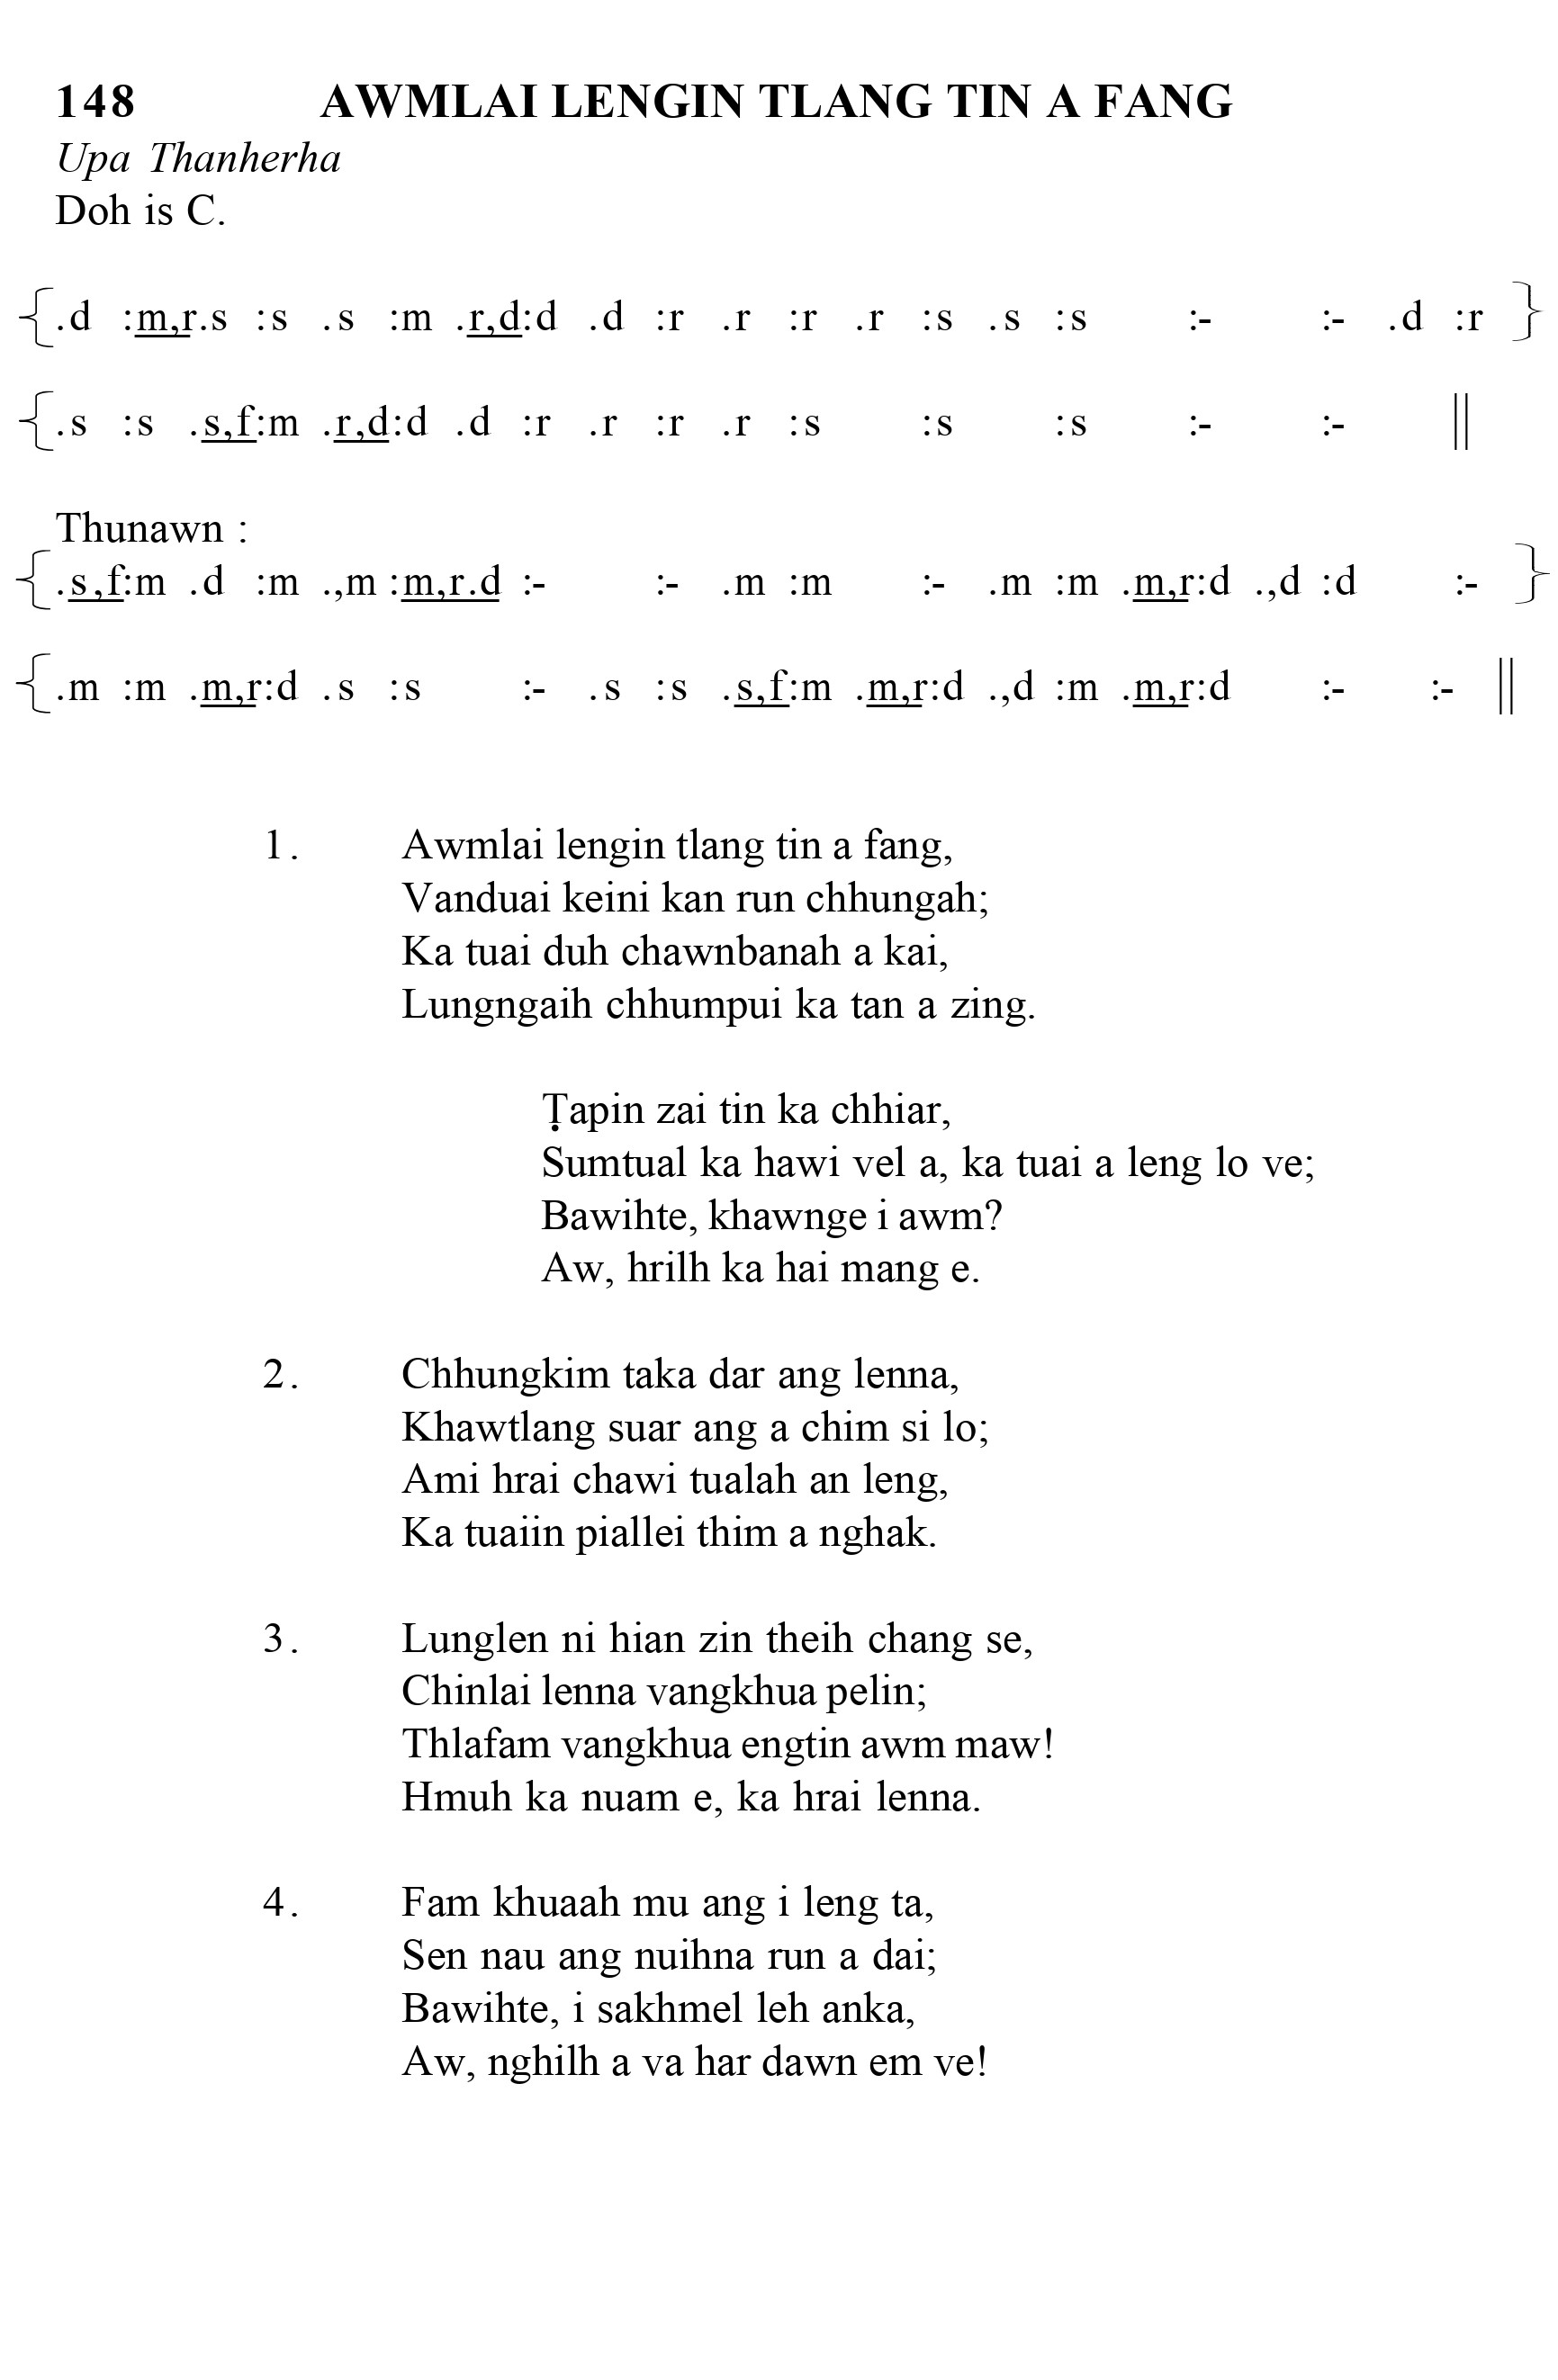 148 AWMLAI LENGIN TLANG TIN A FANG
Upa Thanherha
Doh is C.
{.d :m,r.s :s .s :m .r,d:d .d :r .r :r .r :s .s :s :- :- .d :r }
{.s :s .s,f:m .r,d:d .d :r .r :r .r :s :s :s :- :- ||
Thunawn :
{.s,f:m .d :m .,m :m,r.d :- :- .m :m :- .m :m .m,r:d .,d :d :- }
{.m :m .m,r:d .s :s :- .s :s .s,f:m .m,r:d .,d :m .m,r:d :- :- ||
1. Awmlai lengin tlang tin a fang,
Vanduai keini kan run chhungah;
Ka tuai duh chawnbanah a kai,
Lungngaih chhumpui ka tan a zing.
Ṭapin zai tin ka chhiar,
Sumtual ka hawi vel a, ka tuai a leng lo ve;
Bawihte, khawnge i awm?
Aw, hrilh ka hai mang e.
2. Chhungkim taka dar ang lenna,
Khawtlang suar ang a chim si lo;
Ami hrai chawi tualah an leng,
Ka tuaiin piallei thim a nghak.
3. Lunglen ni hian zin theih chang se,
Chinlai lenna vangkhua pelin;
Thlafam vangkhua engtin awm maw!
Hmuh ka nuam e, ka hrai lenna.
4. Fam khuaah mu ang i leng ta,
Sen nau ang nuihna run a dai;
Bawihte, i sakhmel leh anka,
Aw, nghilh a va har dawn em ve!